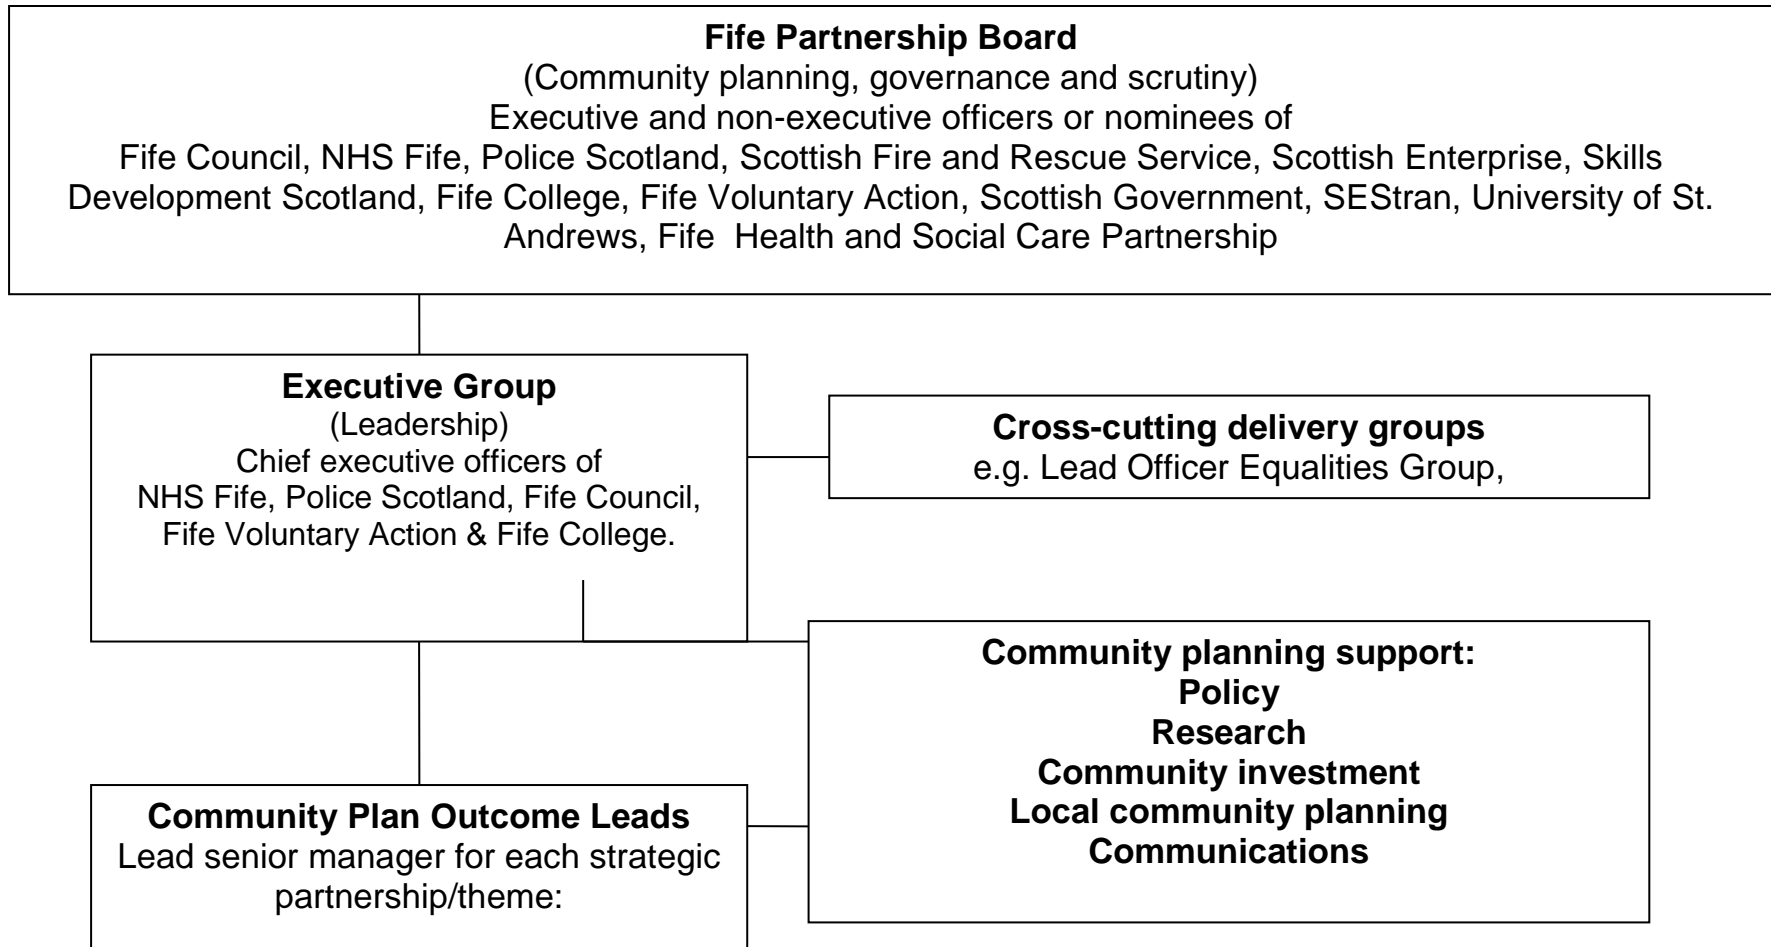 Fife Partnership Board
(Community planning, governance and scrutiny)
Executive and non-executive officers or nominees of
Fife Council, NHS Fife, Police Scotland, Scottish Fire and Rescue Service, Scottish Enterprise, Skills
Development Scotland, Fife College, Fife Voluntary Action, Scottish Government, SEStran, University of St.
Andrews, Fife  Health and Social Care Partnership
Executive Group
(Leadership)
Chief executive officers of
NHS Fife, Police Scotland, Fife Council,
Fife Voluntary Action & Fife College.
Cross-cutting delivery groups
e.g. Lead Officer Equalities Group,
Community planning support:
Policy
Research
Community investment
Local community planning
Communications
Community Plan Outcome Leads
Lead senior manager for each strategic
partnership/theme: